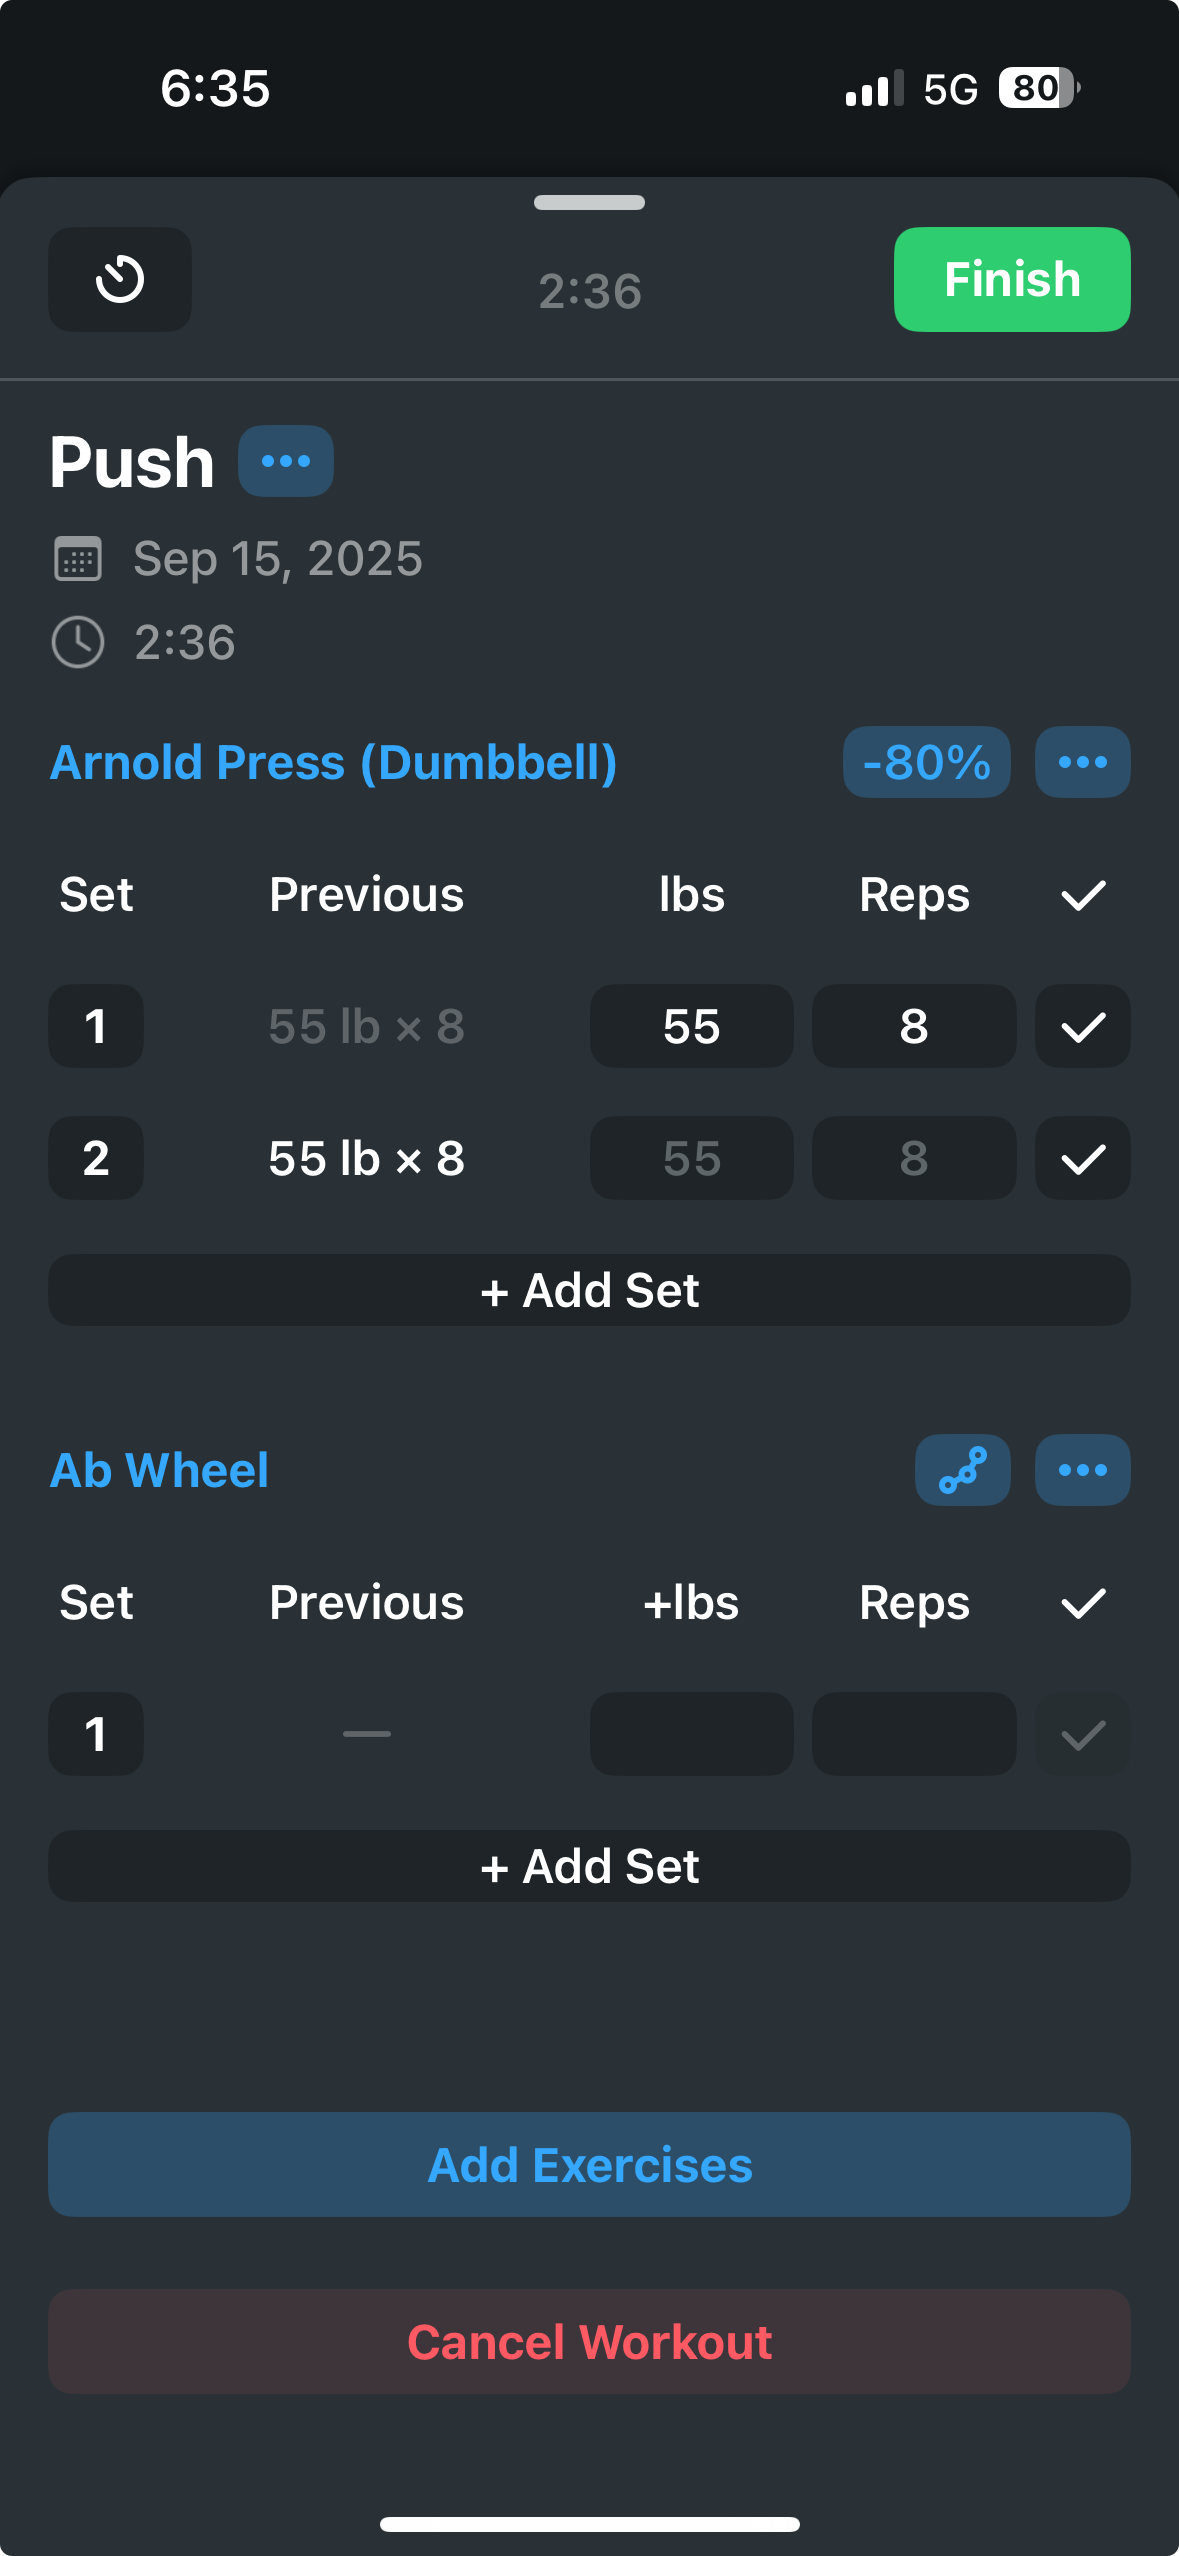 6:35 5G 80
2:36 Finish
Push
Sep 15, 2025
2:36
Arnold Press (Dumbbell) -80%
Set Previous lbs Reps
1 55 lb × 8 55 8
2 55 lb × 8 55 8
+ Add Set
Ab Wheel
Set Previous +lbs Reps
1 —
+ Add Set
Add Exercises
Cancel Workout